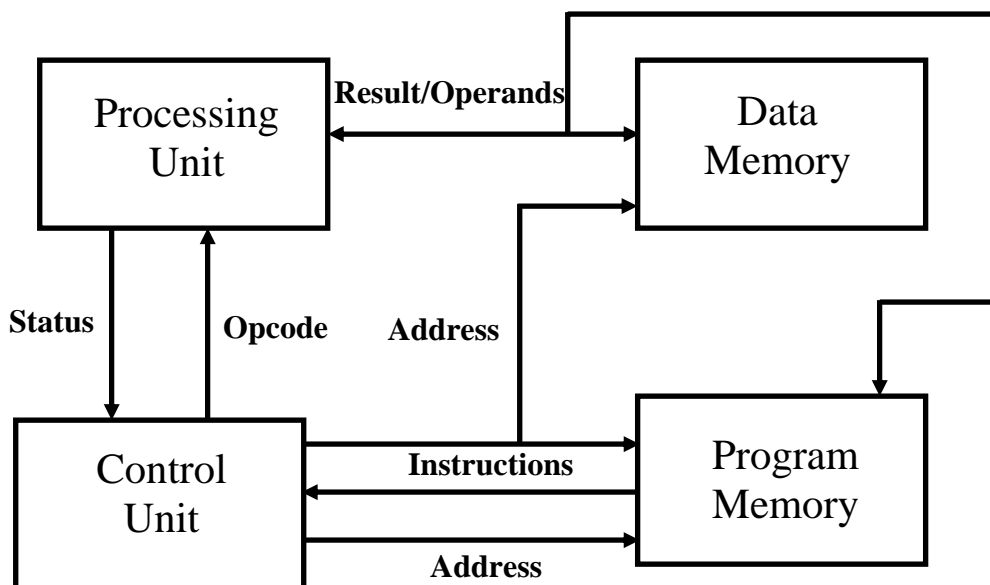 Result/Operands
Processing
Unit
Data
Memory
Status
Opcode
Address
Control
Unit
Instructions
Program
Memory
Address